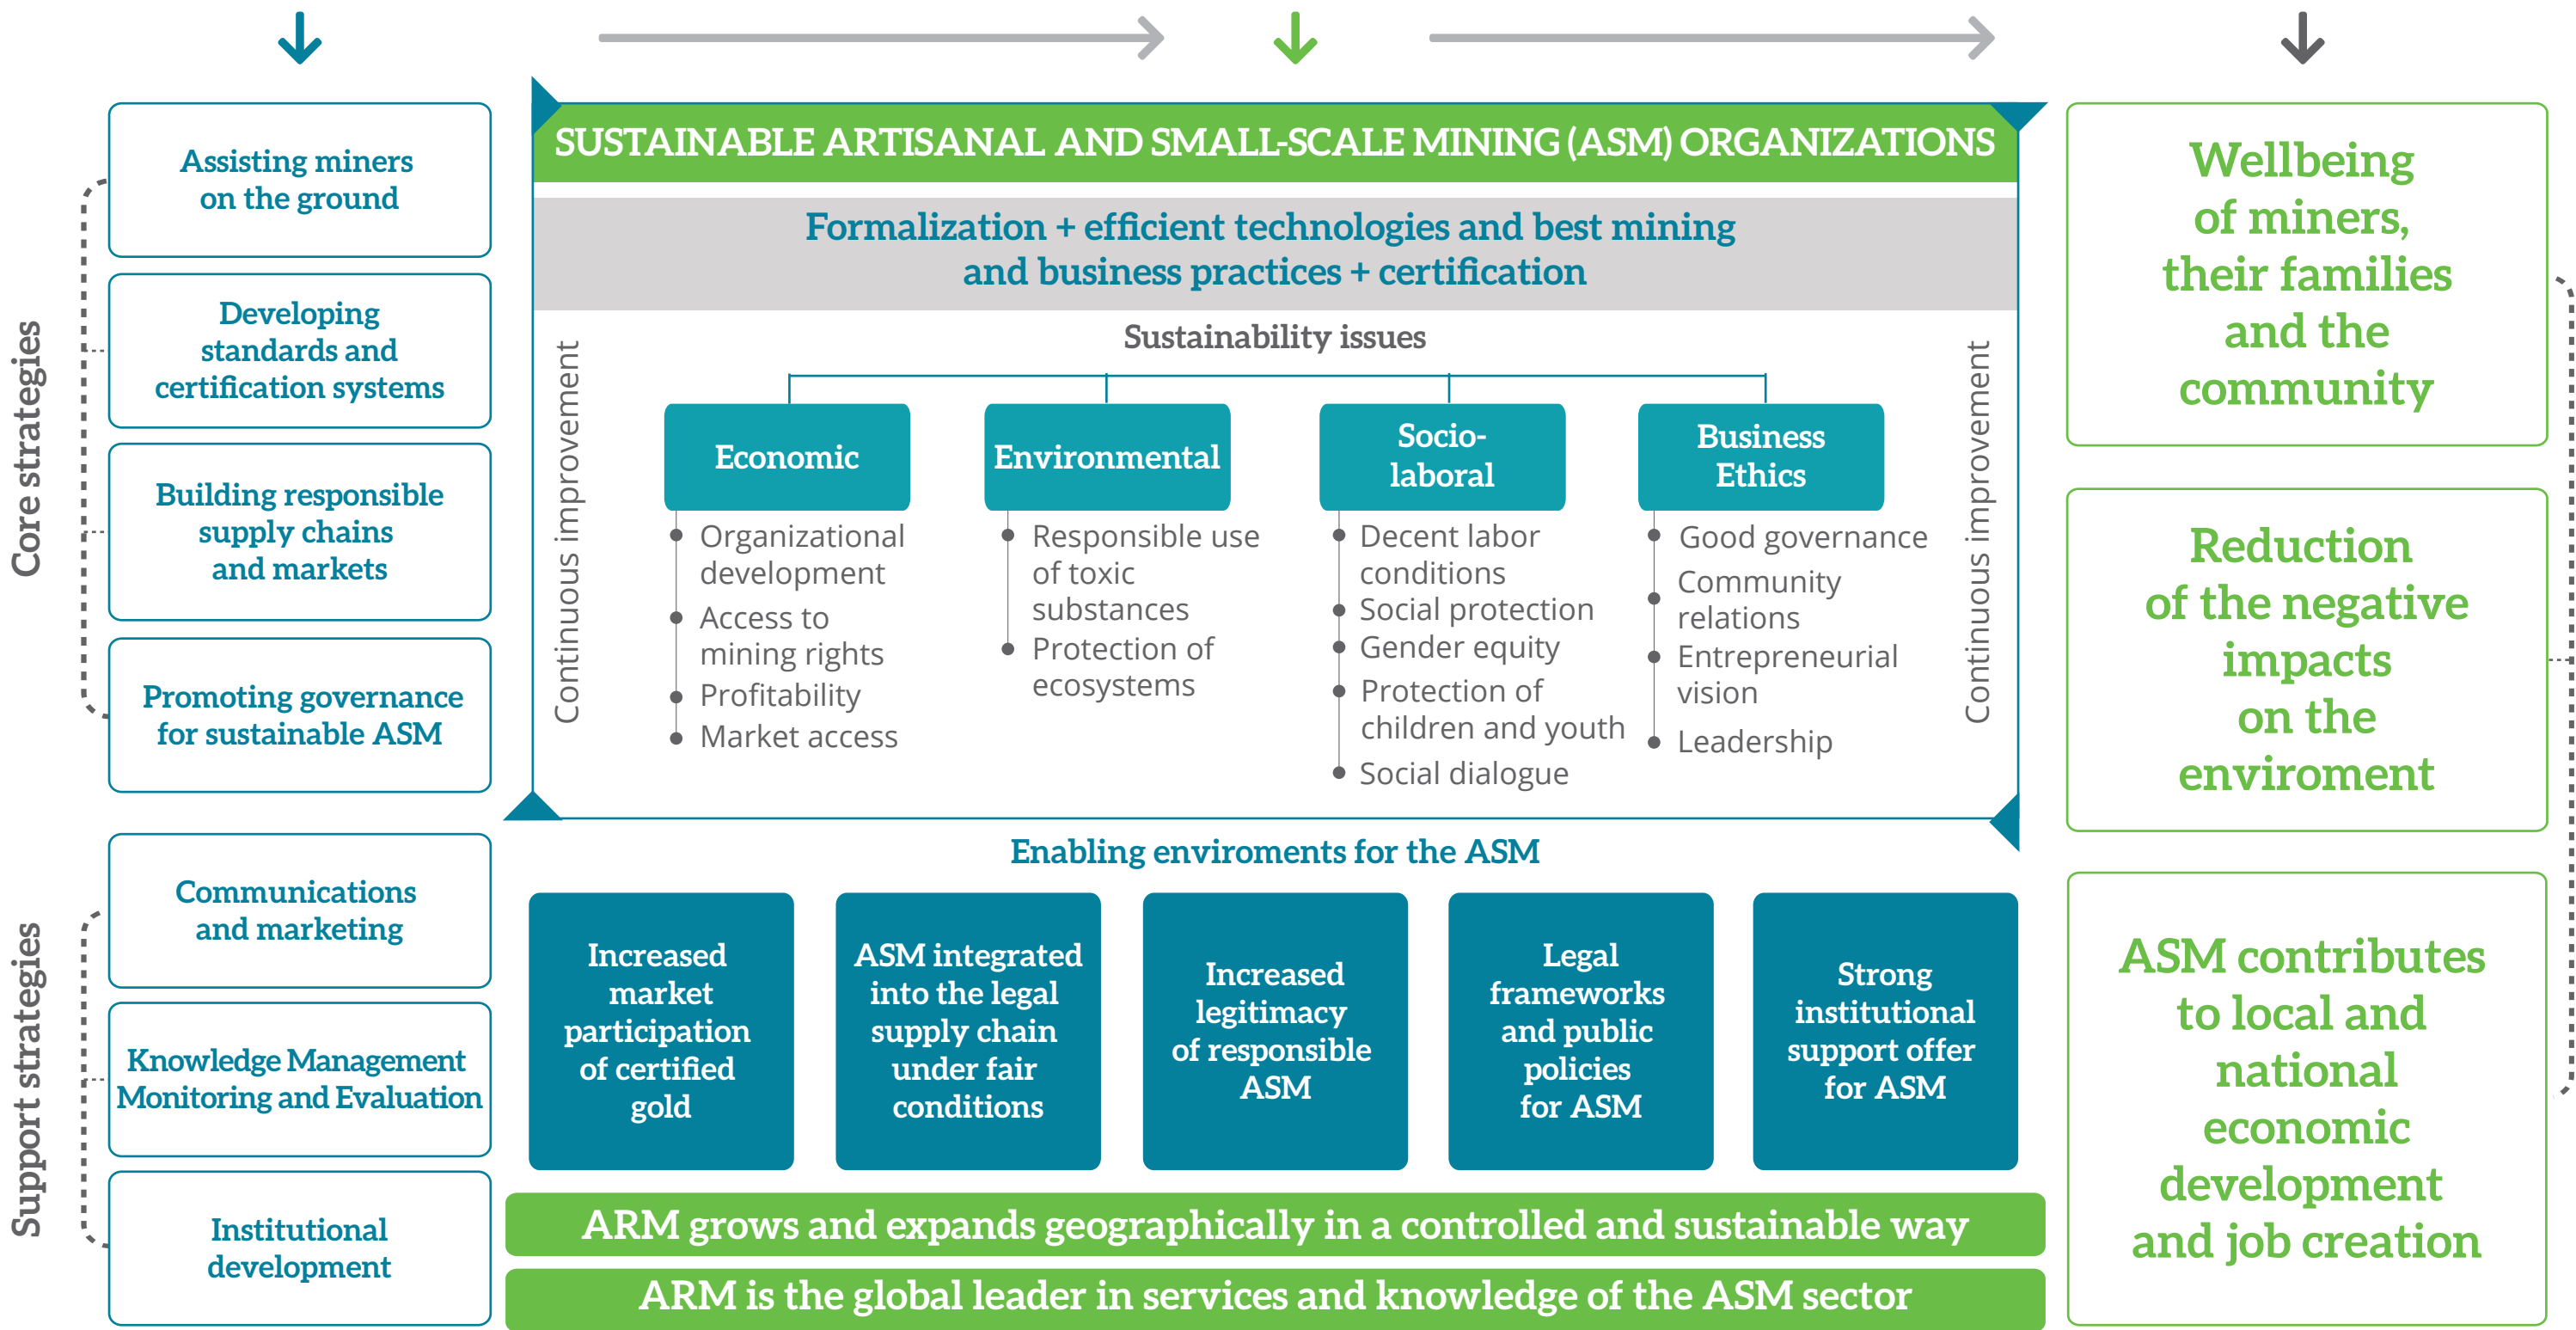 Core strategies
Assisting miners
on the ground
Developing
standards and
certification systems
Building responsible
supply chains
and markets
Promoting governance
for sustainable ASM
Support strategies
Communications
and marketing
Knowledge Management
Monitoring and Evaluation
Institutional
development
SUSTAINABLE ARTISANAL AND SMALL-SCALE MINING (ASM) ORGANIZATIONS
Formalization + efficient technologies and best mining
and business practices + certification
Sustainability issues
Continuous improvement
Economic
Organizational
development
Access to
mining rights
Profitability
Market access
Environmental
Responsible use
of toxic
substances
Protection of
ecosystems
Socio-
laboral
Decent labor
conditions
Social protection
Gender equity
Protection of
children and youth
Social dialogue
Business
Ethics
Good governance
Community
relations
Entrepreneurial
vision
Leadership
Continuous improvement
Enabling enviroments for the ASM
Increased
market
participation
of certified
gold
ASM integrated
into the legal
supply chain
under fair
conditions
Increased
legitimacy
of responsible
ASM
Legal
frameworks
and public
policies
for ASM
Strong
institutional
support offer
for ASM
ARM grows and expands geographically in a controlled and sustainable way
ARM is the global leader in services and knowledge of the ASM sector
Wellbeing
of miners,
their families
and the
community
Reduction
of the negative
impacts
on the
enviroment
ASM contributes
to local and
national
economic
development
and job creation